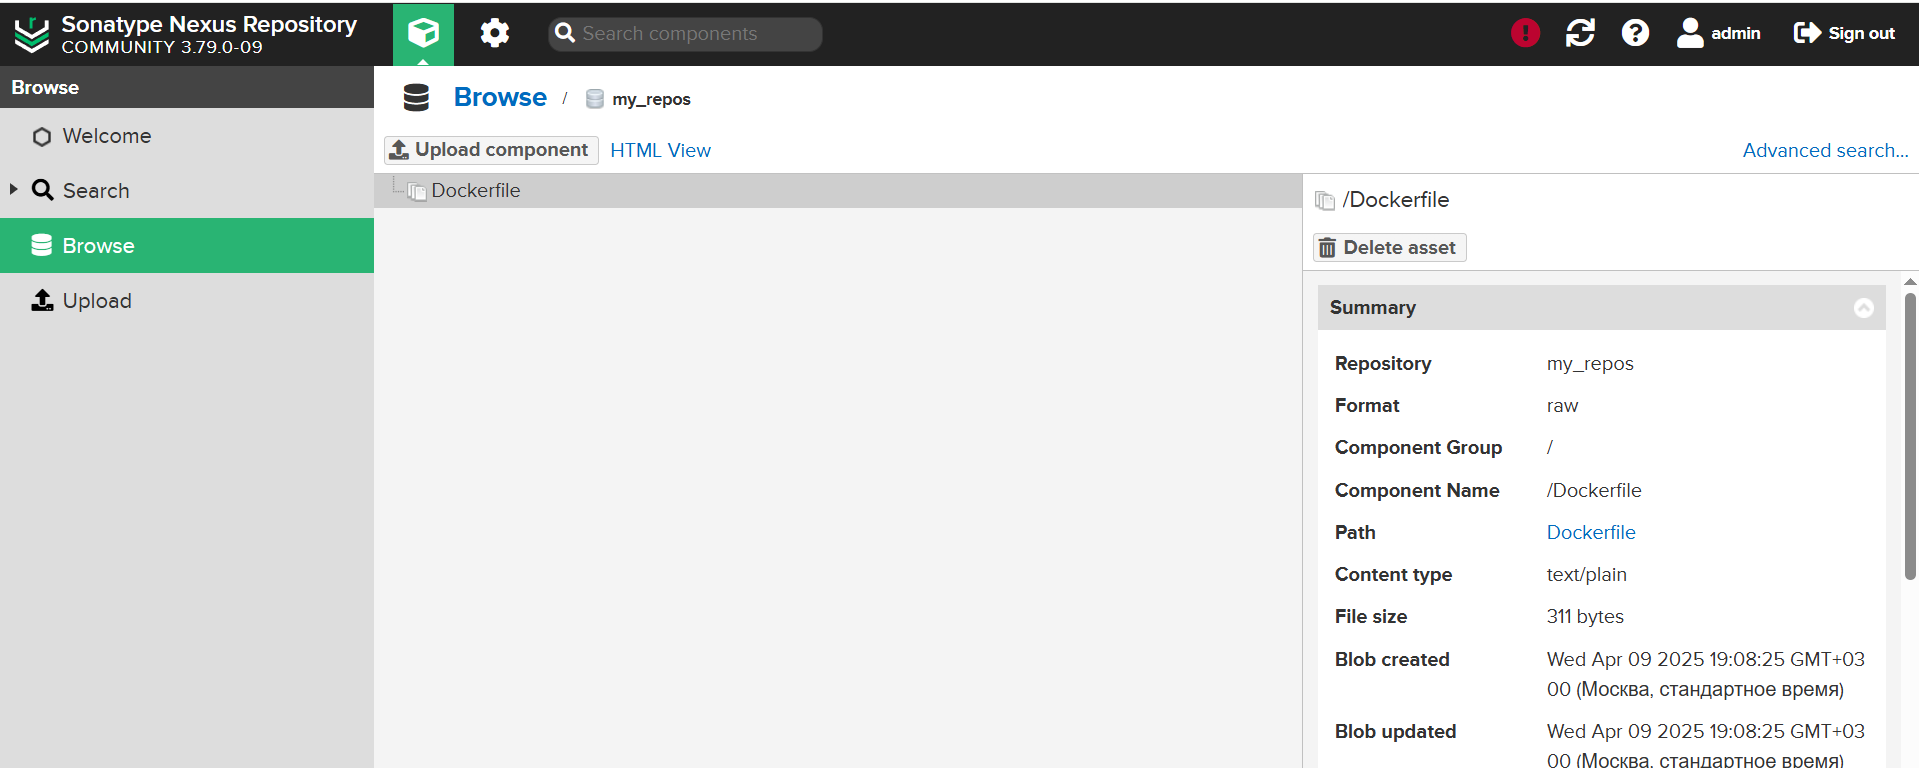 Sonatype Nexus Repository
COMMUNITY 3.79.0-09
Search components
admin
Sign out
Browse
Welcome
Search
Browse
Upload
Browse / my_repos
Upload component
HTML View
Advanced search...
Dockerfile
/Dockerfile
Delete asset
Summary
Repository my_repos
Format raw
Component Group /
Component Name /Dockerfile
Path Dockerfile
Content type text/plain
File size 311 bytes
Blob created Wed Apr 09 2025 19:08:25 GMT+03
00 (Москва, стандартное время)
Blob updated Wed Apr 09 2025 19:08:25 GMT+03
00 (Москва, стандартное время)